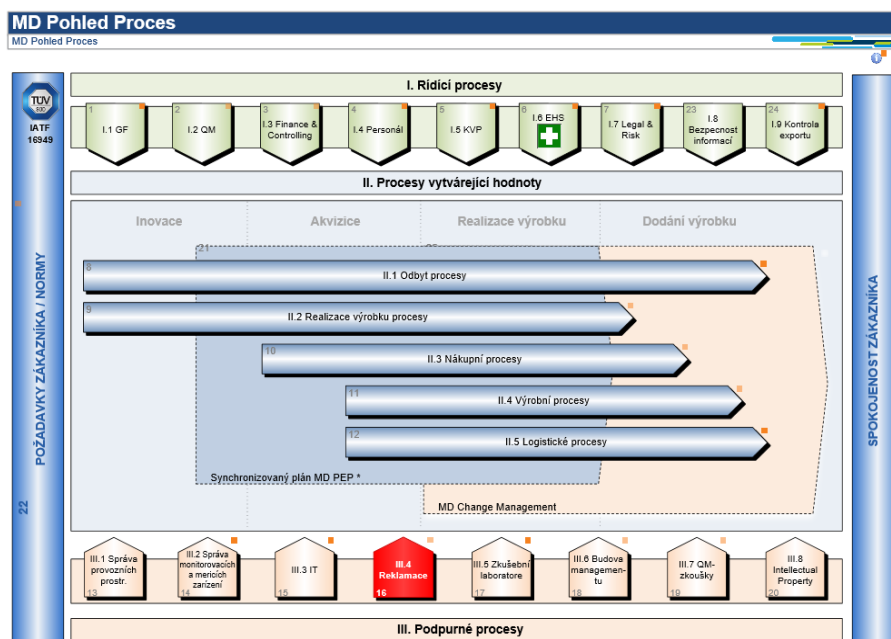 MD Pohled Proces
MD Pohled Proces
TÜV
SÜD
IATF
16949
I. Rídící procesy
1
I.1 GF
2
I.2 QM
3
I.3 Finance &
Controlling
4
I.4 Personál
5
I.5 KVP
6
I.6 EHS
7
I.7 Legal &
Risk
23
I.8
Bezpecnost
informací
24
I.9 Kontrola
exportu
II. Procesy vytvárející hodnoty
Inovace
Akvizice
Realizace výrobku
Dodání výrobku
21
8
II.1 Odbyt procesy
9
II.2 Realizace výrobku procesy
10
II.3 Nákupní procesy
11
II.4 Výrobní procesy
12
II.5 Logistické procesy
Synchronizovaný plán MD PEP *
MD Change Management
POŽADAVKY ZÁKAZNÍKA / NORMY
22
SPOKOJENOST ZÁKAZNÍKA
III.1 Správa
provozních
prostr.
13
III.2 Správa
monitorovacích
a mericích
zarízení
14
III.3 IT
15
III.4
Reklamace
16
III.5 Zkušební
laboratore
17
III.6 Budova
managemen-
tu
18
III.7 QM-
zkoušky
19
III.8
Intellectual
Property
20
III. Podpurné procesy